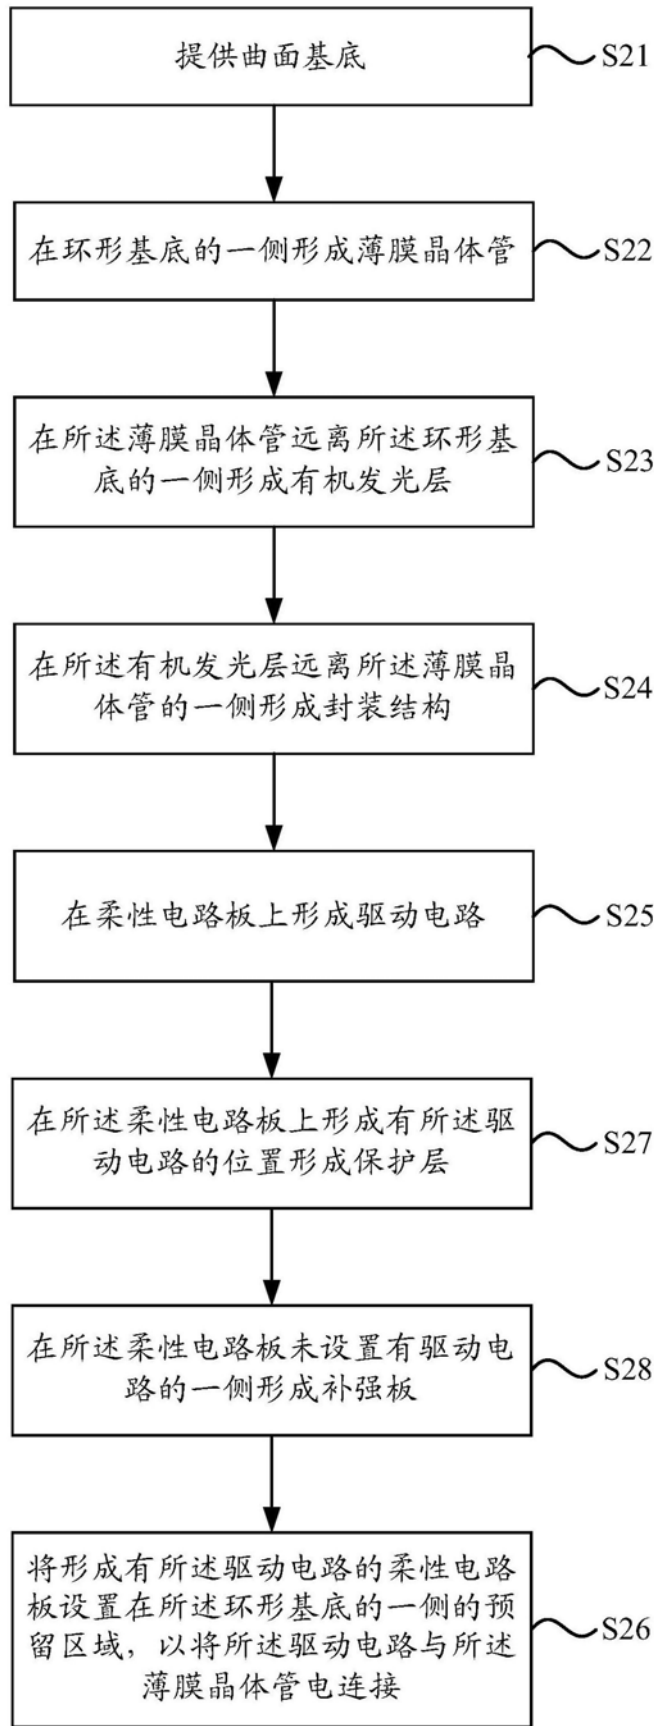 提供曲面基底
S21
在环形基底的一侧形成薄膜晶体管
S22
在所述薄膜晶体管远离所述环形基
底的一侧形成有机发光层
S23
在所述有机发光层远离所述薄膜晶
体管的一侧形成封装结构
S24
在柔性电路板上形成驱动电路
S25
在所述柔性电路板上形成有所述驱
动电路的位置形成保护层
S27
在所述柔性电路板未设置有驱动电
路的一侧形成补强板
S28
将形成有所述驱动电路的柔性电路
板设置在所述环形基底的一侧的预
留区域，以将所述驱动电路与所述
薄膜晶体管电连接
S26